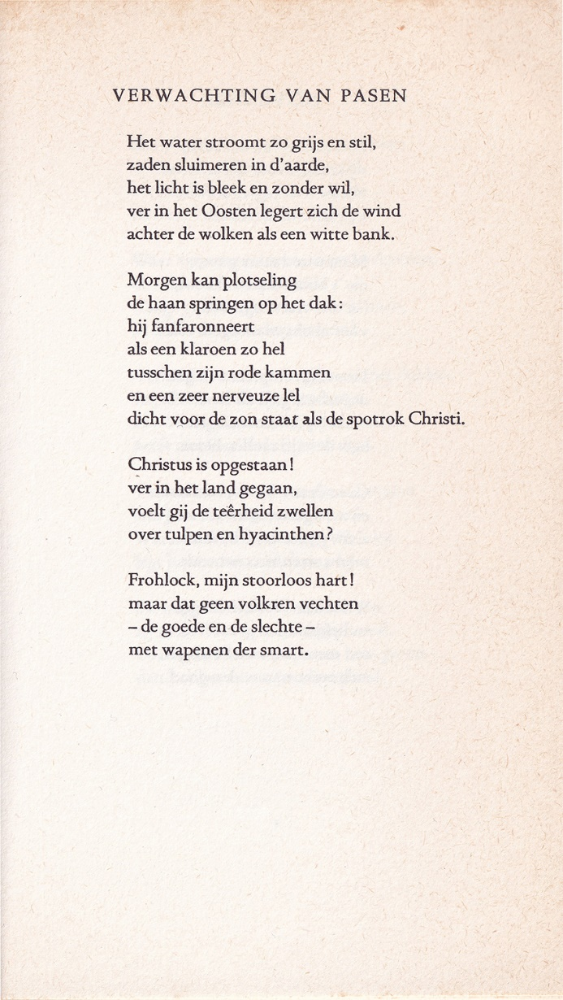 VERWACHTING VAN PASEN
Het water stroomt zo grijs en stil,
zaden sluimeren in d'aarde,
het licht is bleek en zonder wil,
ver in het Oosten legert zich de wind
achter de wolken als een witte bank.
Morgen kan plotseling
de haan springen op het dak:
hij fanfaronneert
als een klaroen zo hel
tusschen zijn rode kammen
en een zeer nerveuze lel
dicht voor de zon staat als de spotrok Christi.
Christus is opgestaan!
ver in het land gegaan,
voelt gij de teêrheid zwellen
over tulpen en hyacinthen?
Frohlock, mijn stoorloos hart!
maar dat geen volkren vechten
– de goede en de slechte –
met wapenen der smart.